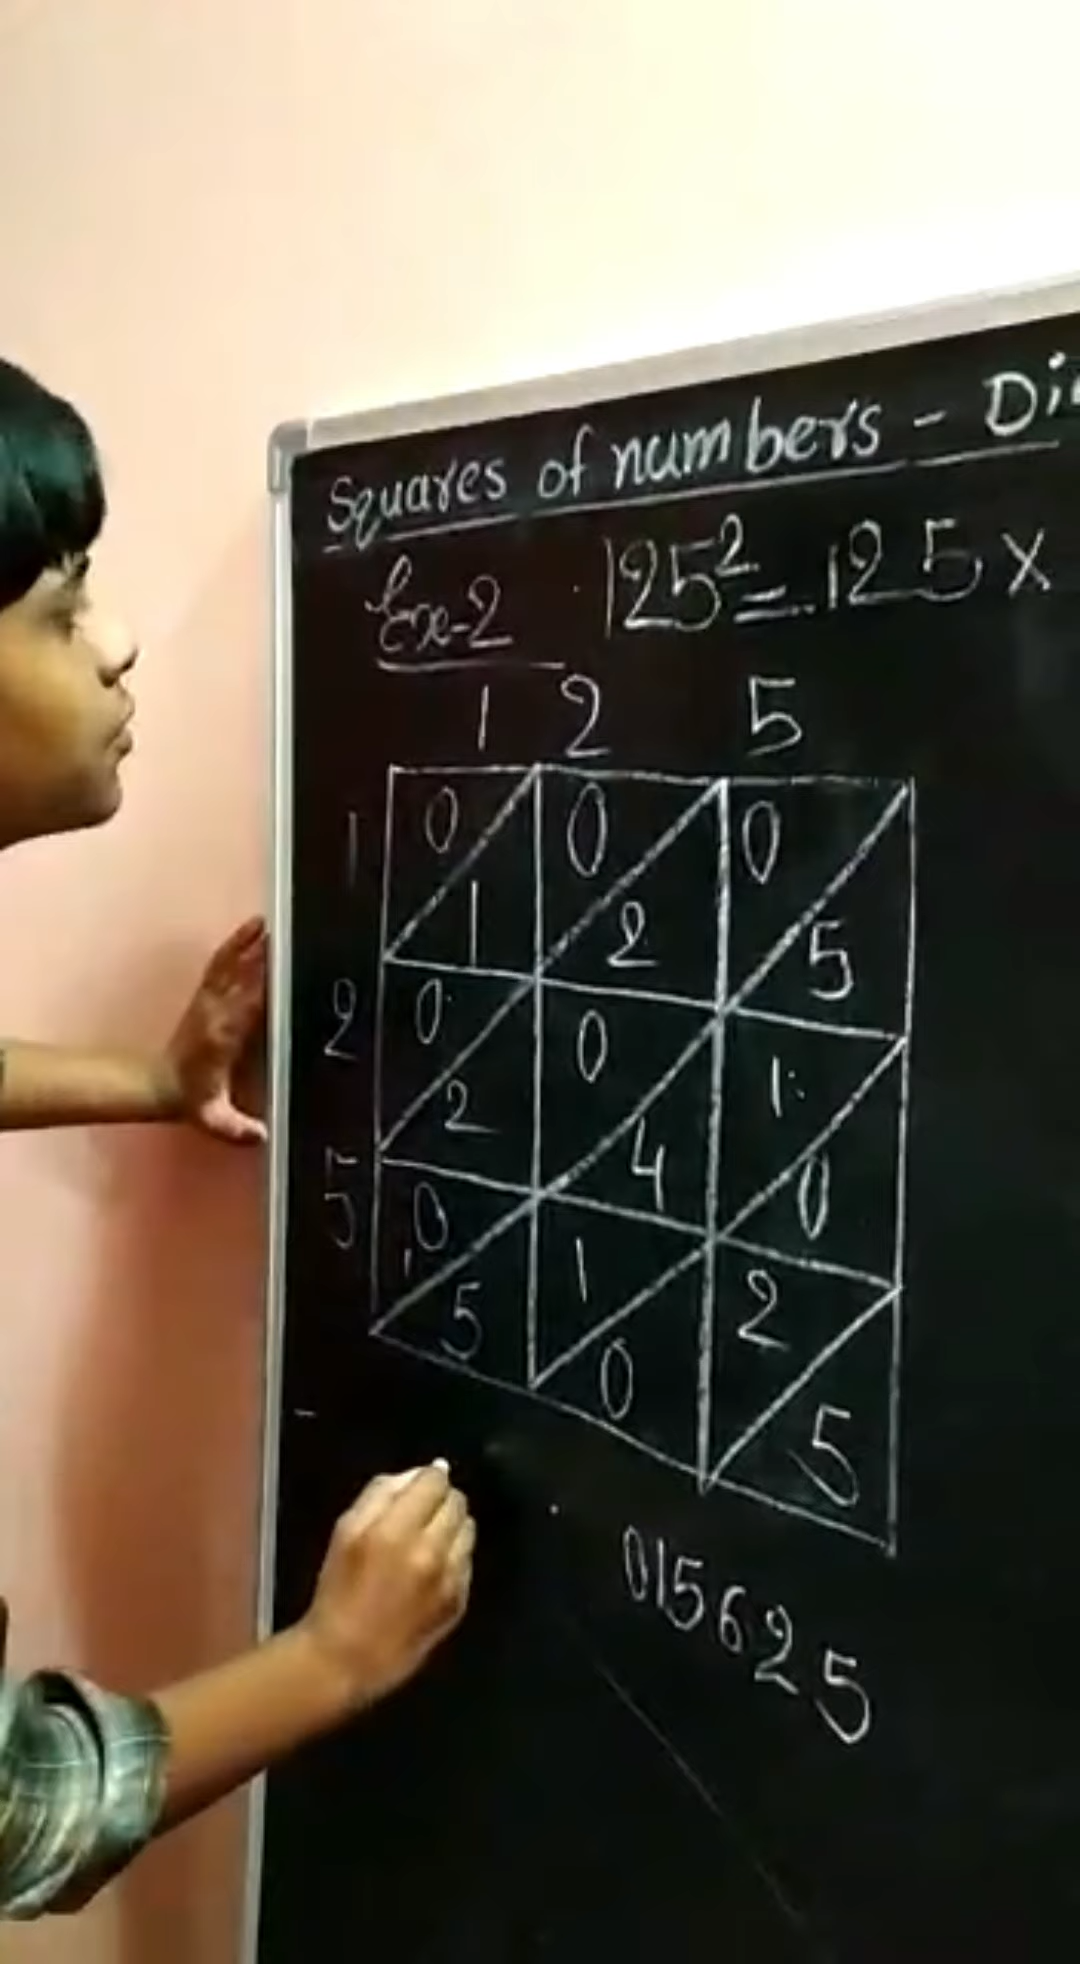 Squares of numbers - Di
Ex-2 125² = 125 x
1 2 5
1 0 0 0
1 2 5
2 0 0 1
2 4 0
5 0 1 2
5 0 5
015625